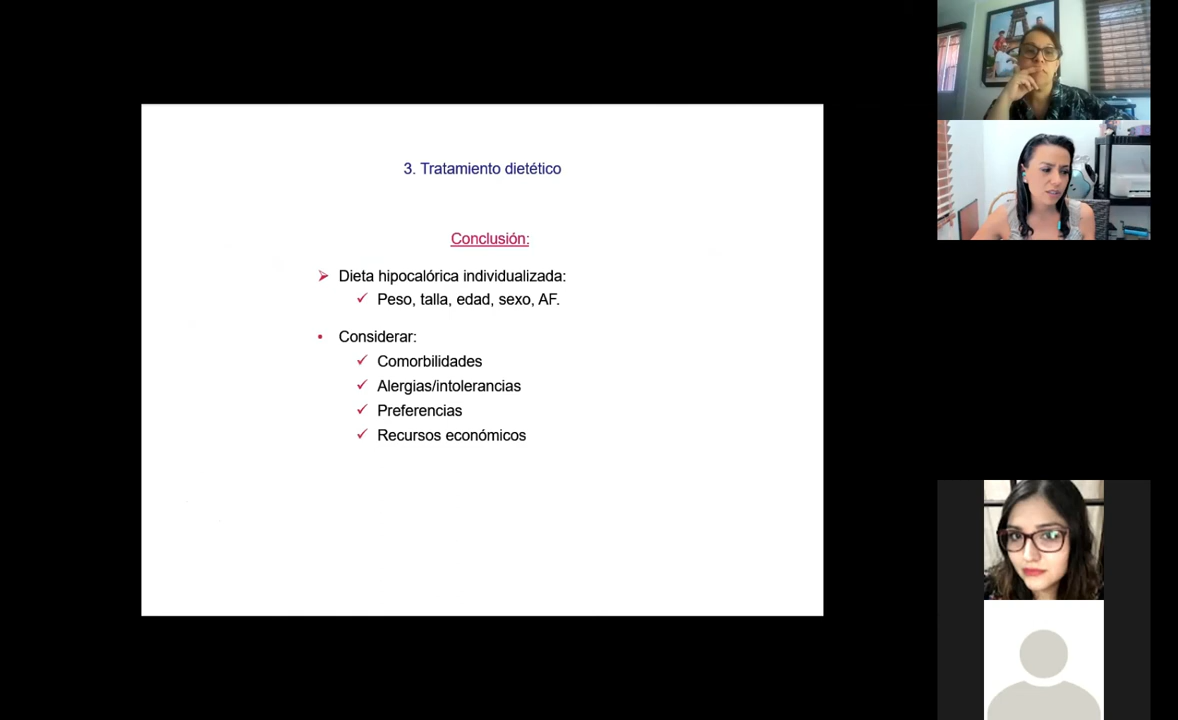 3. Tratamiento dietético
Conclusión:
Dieta hipocalórica individualizada:
Peso, talla, edad, sexo, AF.
Considerar:
Comorbilidades
Alergias/intolerancias
Preferencias
Recursos económicos